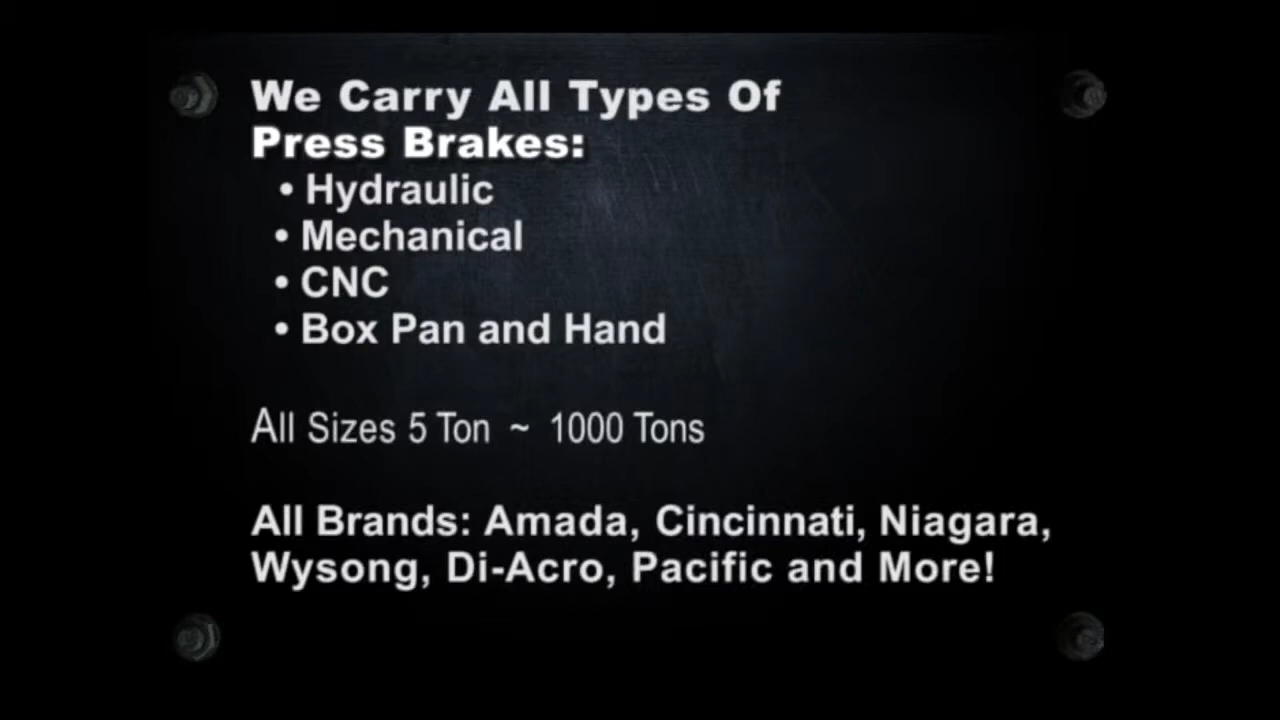 We Carry All Types Of
Press Brakes:
• Hydraulic
• Mechanical
• CNC
• Box Pan and Hand
All Sizes 5 Ton ~ 1000 Tons
All Brands: Amada, Cincinnati, Niagara,
Wysong, Di-Acro, Pacific and More!